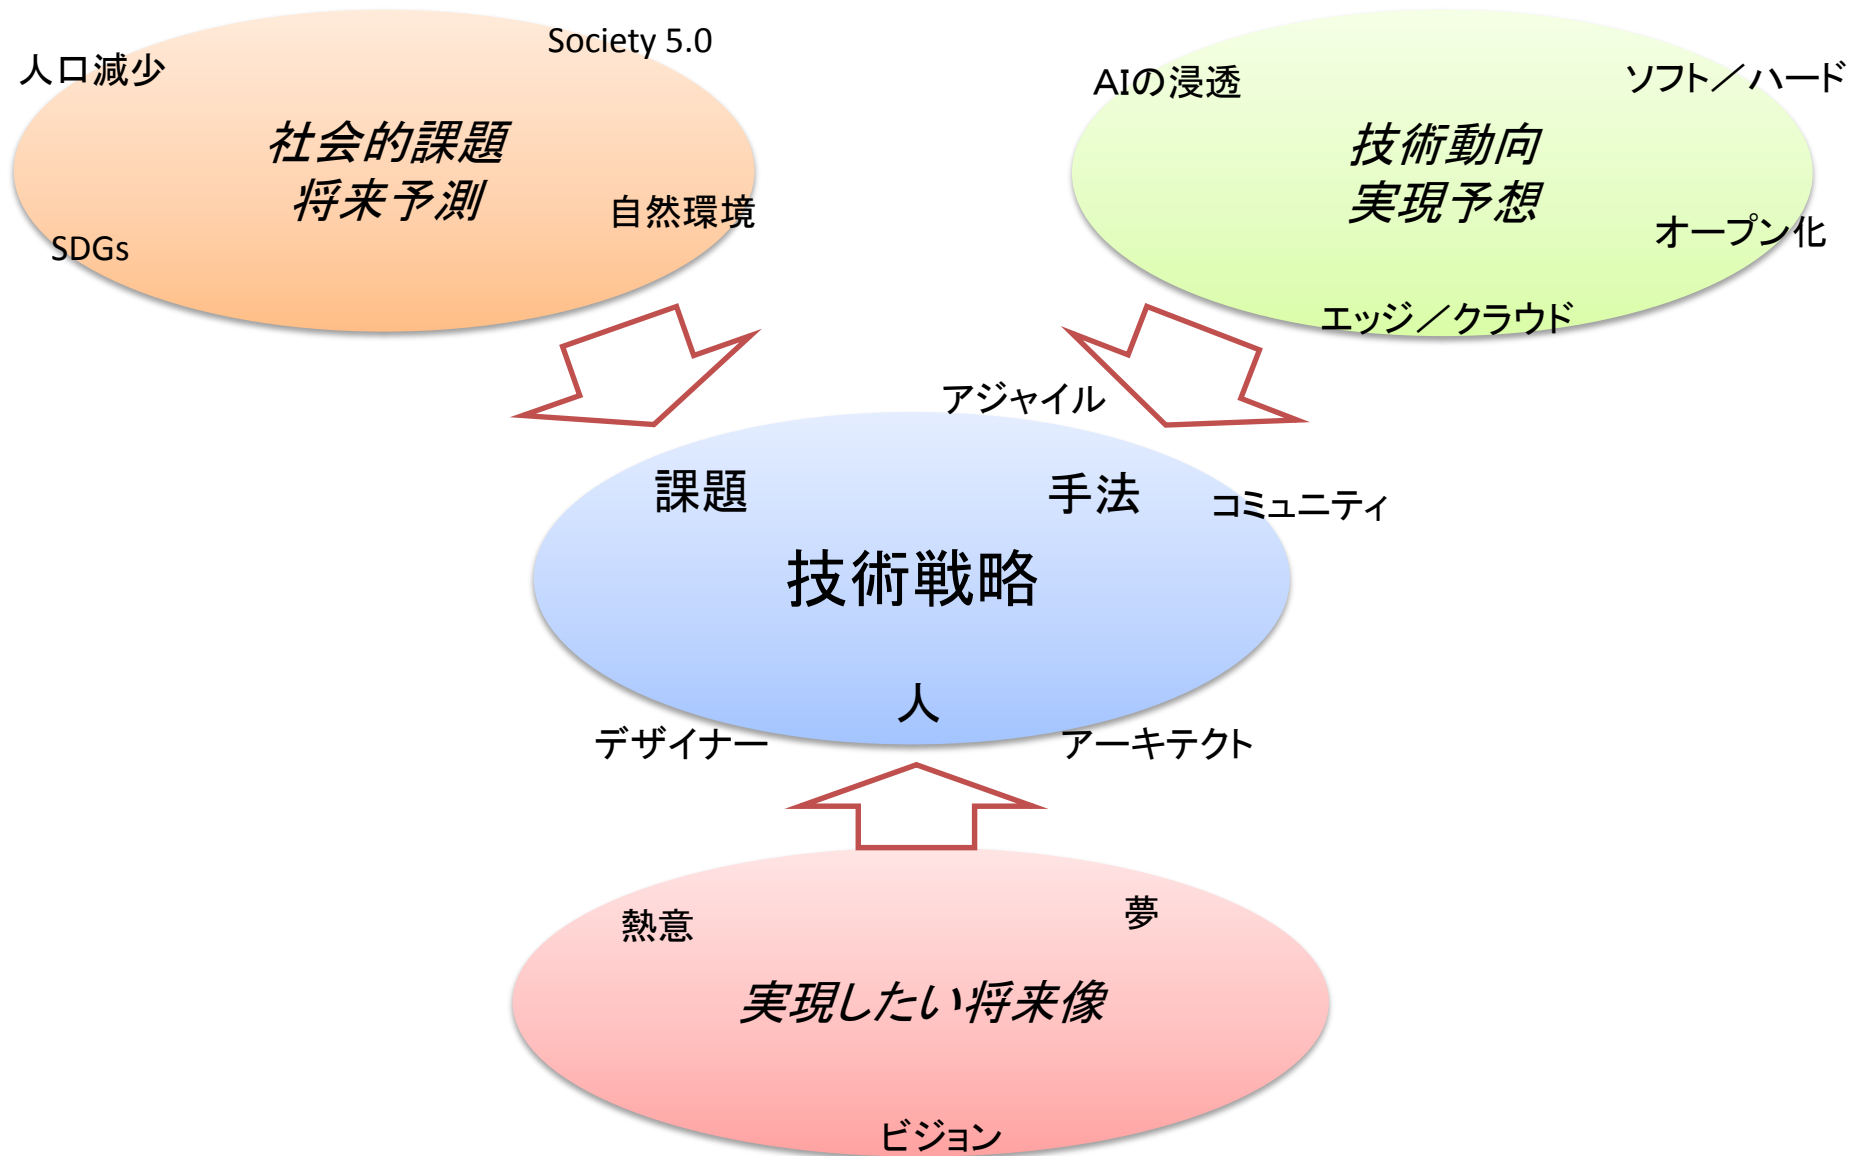 Society 5.0
人口減少
社会的課題
将来予測
自然環境
SDGs
AIの浸透
ソフト／ハード
技術動向
実現予想
オープン化
エッジ／クラウド
アジャイル
課題
手法
コミュニティ
技術戦略
人
デザイナー
アーキテクト
熱意
夢
実現したい将来像
ビジョン